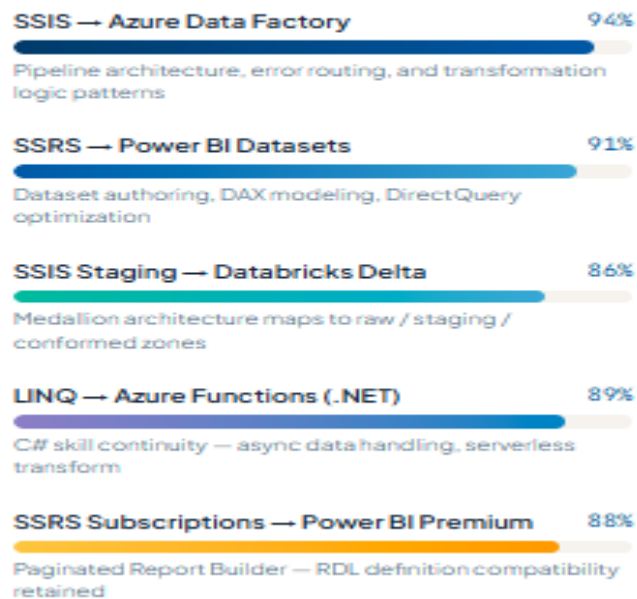 SSIS → Azure Data Factory 94%
Pipeline architecture, error routing, and transformation
logic patterns
SSRS → Power BI Datasets 91%
Dataset authoring, DAX modeling, DirectQuery
optimization
SSIS Staging → Databricks Delta 86%
Medallion architecture maps to raw / staging /
conformed zones
LINQ → Azure Functions (.NET) 89%
C# skill continuity — async data handling, serverless
transform
SSRS Subscriptions → Power BI Premium 88%
Paginated Report Builder — RDL definition compatibility
retained